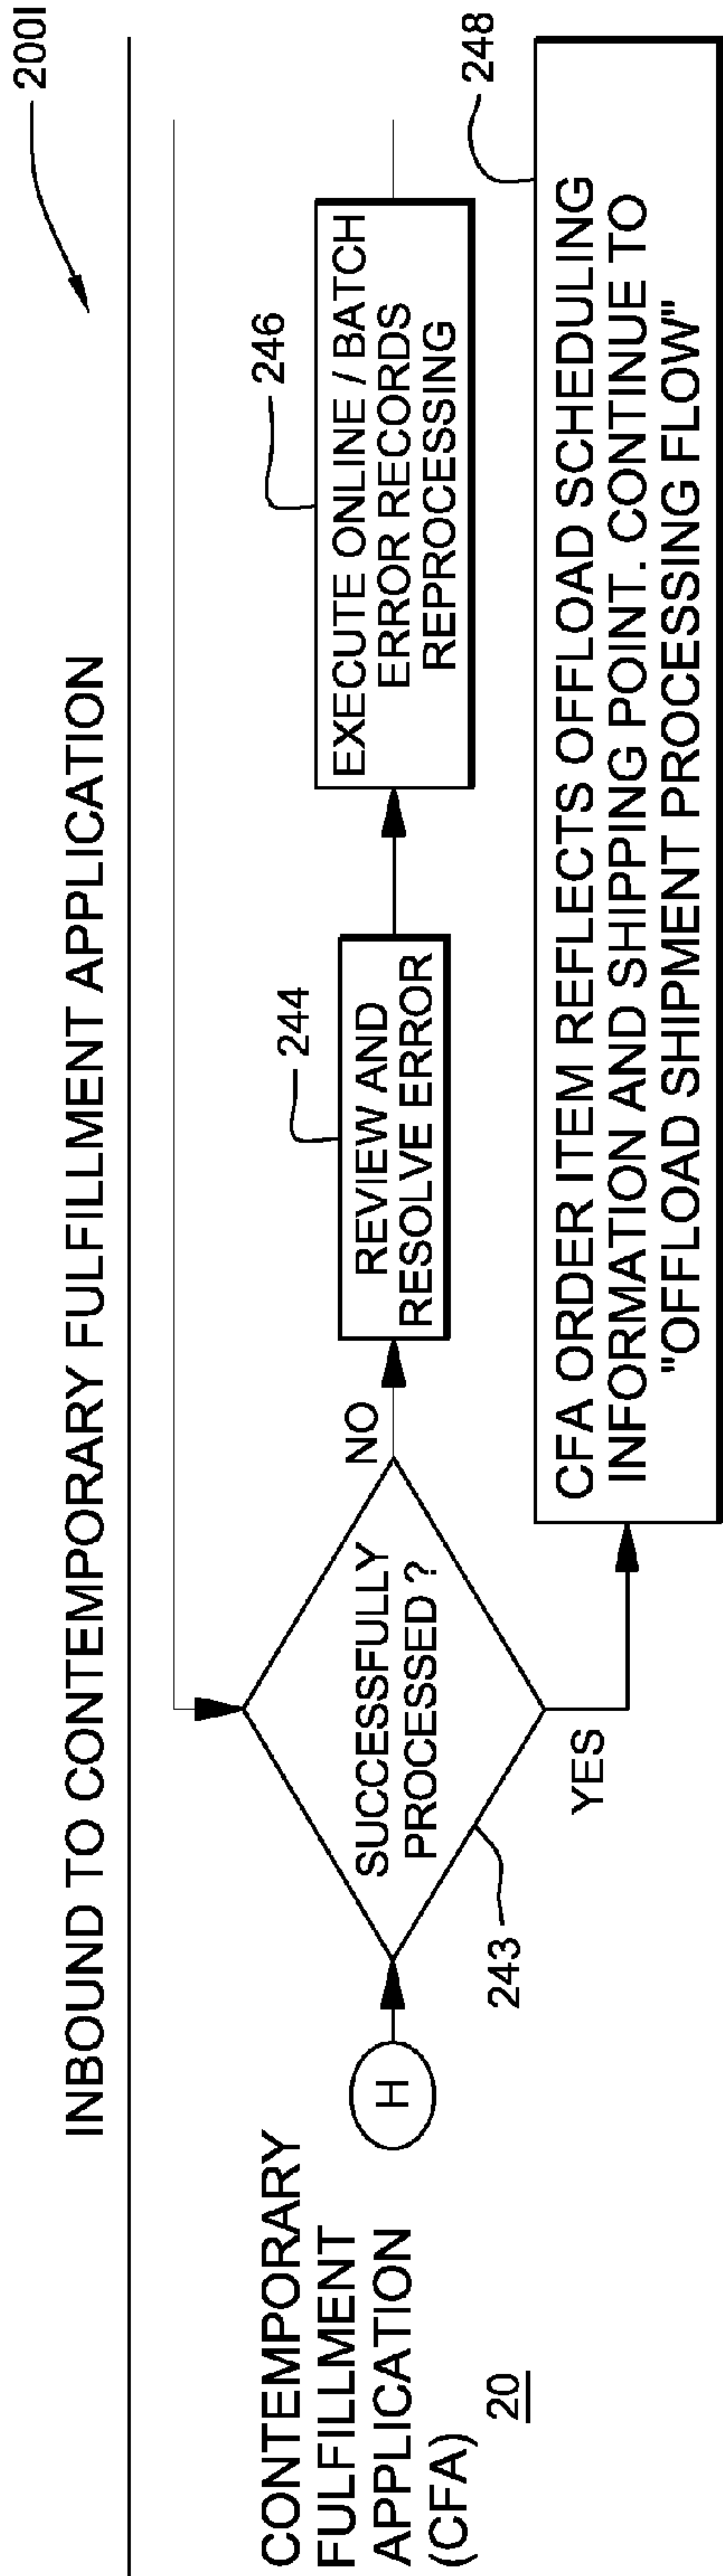 200I
INBOUND TO CONTEMPORARY FULFILLMENT APPLICATION
CONTEMPORARY
FULFILLMENT
APPLICATION
(CFA)
20
H
SUCCESSFULLY
PROCESSED ?
243
NO
YES
244
REVIEW AND
RESOLVE ERROR
246
EXECUTE ONLINE / BATCH
ERROR RECORDS
REPROCESSING
248
CFA ORDER ITEM REFLECTS OFFLOAD SCHEDULING
INFORMATION AND SHIPPING POINT. CONTINUE TO
"OFFLOAD SHIPMENT PROCESSING FLOW"